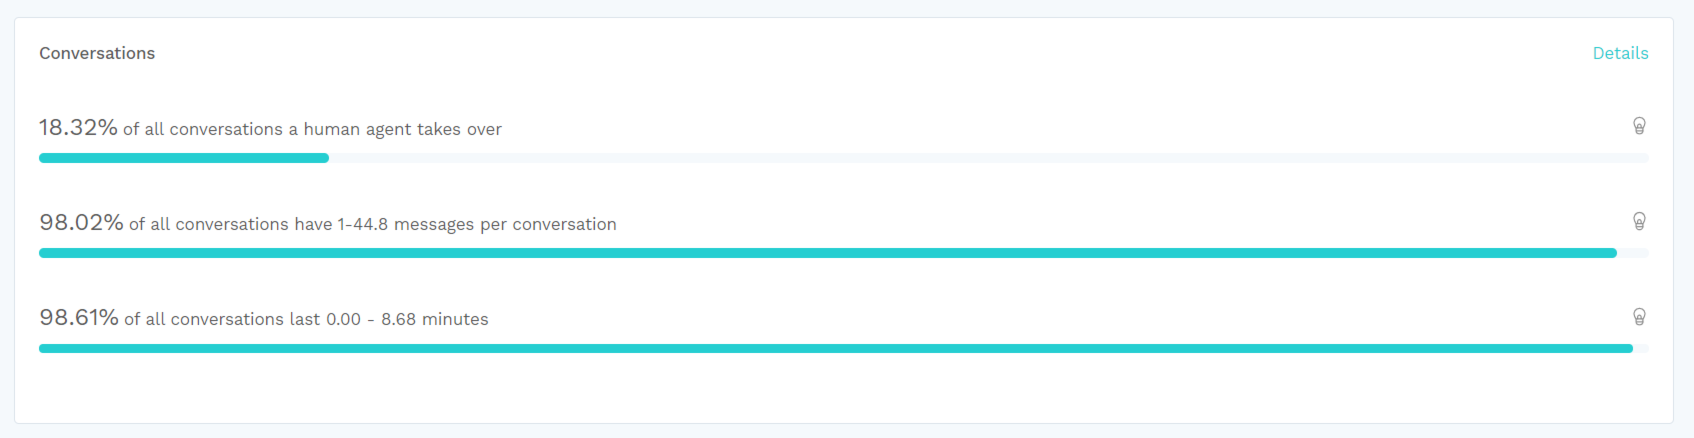 Conversations
Details
18.32% of all conversations a human agent takes over
98.02% of all conversations have 1-44.8 messages per conversation
98.61% of all conversations last 0.00 - 8.68 minutes